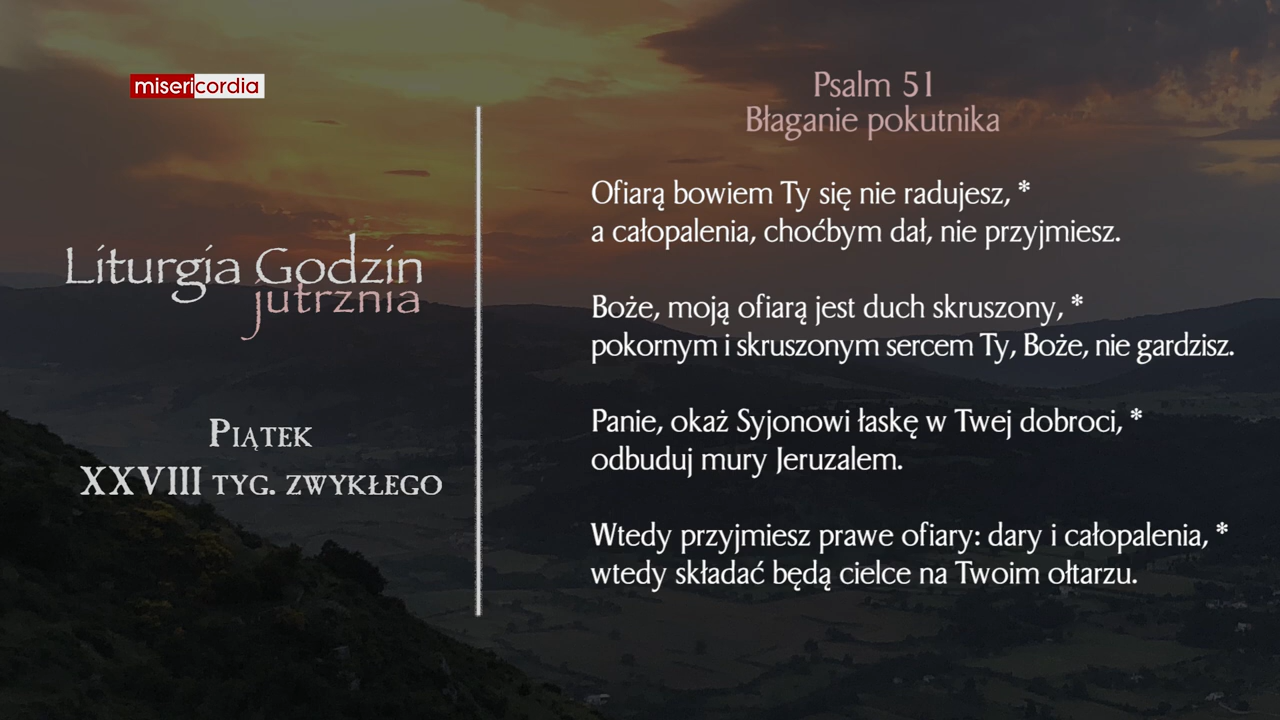 misericordia
Liturgia Godzin
jutrznia
Piątek
XXVIII tyg. zwykłego
Psalm 51
Błaganie pokutnika
Ofiarą bowiem Ty się nie radujesz, *
a całopalenia, choćbym dał, nie przyjmiesz.
Boże, moją ofiarą jest duch skruszony, *
pokornym i skruszonym sercem Ty, Boże, nie gardzisz.
Panie, okaż Syjonowi łaskę w Twej dobroci, *
odbuduj mury Jeruzalem.
Wtedy przyjmiesz prawe ofiary: dary i całopalenia, *
wtedy składać będą cielce na Twoim ołtarzu.